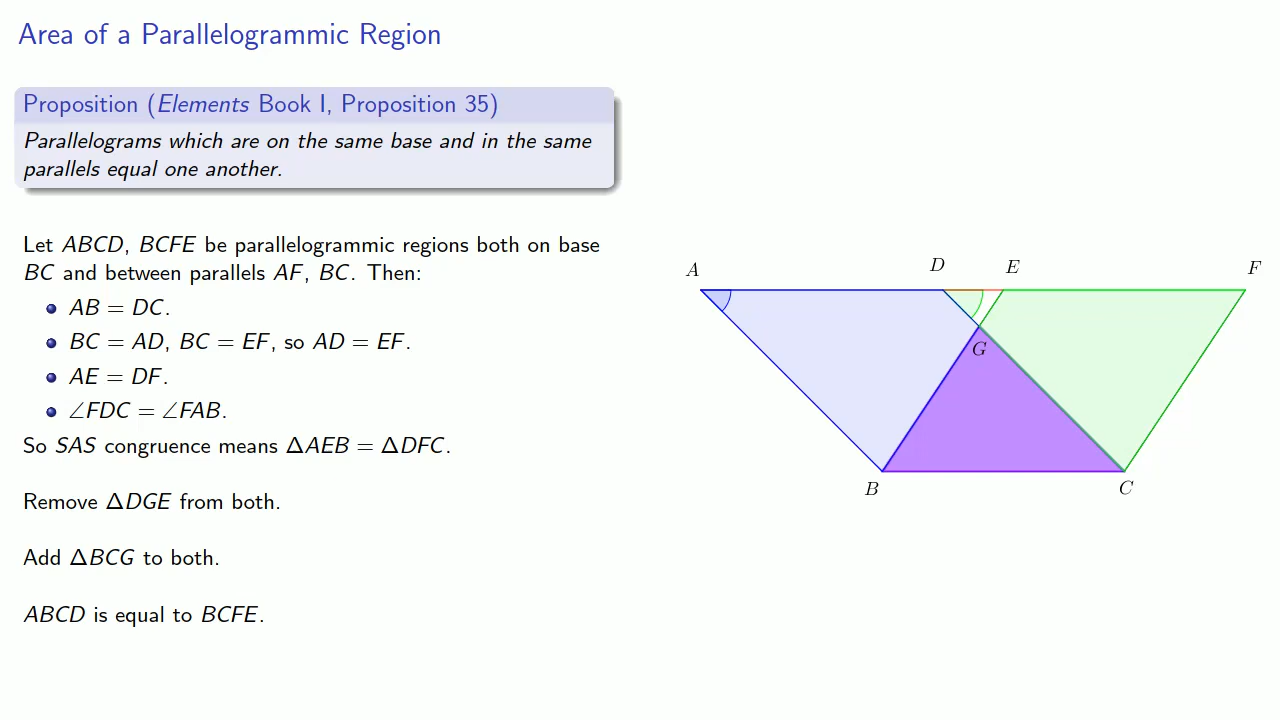 Area of a Parallelogrammic Region
Proposition (Elements Book I, Proposition 35)
Parallelograms which are on the same base and in the same
parallels equal one another.
Let ABCD, BCFE be parallelogrammic regions both on base
BC and between parallels AF, BC. Then:
AB = DC.
BC = AD, BC = EF, so AD = EF.
AE = DF.
∠FDC = ∠FAB.
So SAS congruence means ΔAEB = ΔDFC.
Remove ΔDGE from both.
Add ΔBCG to both.
ABCD is equal to BCFE.
A
D
E
F
G
B
C